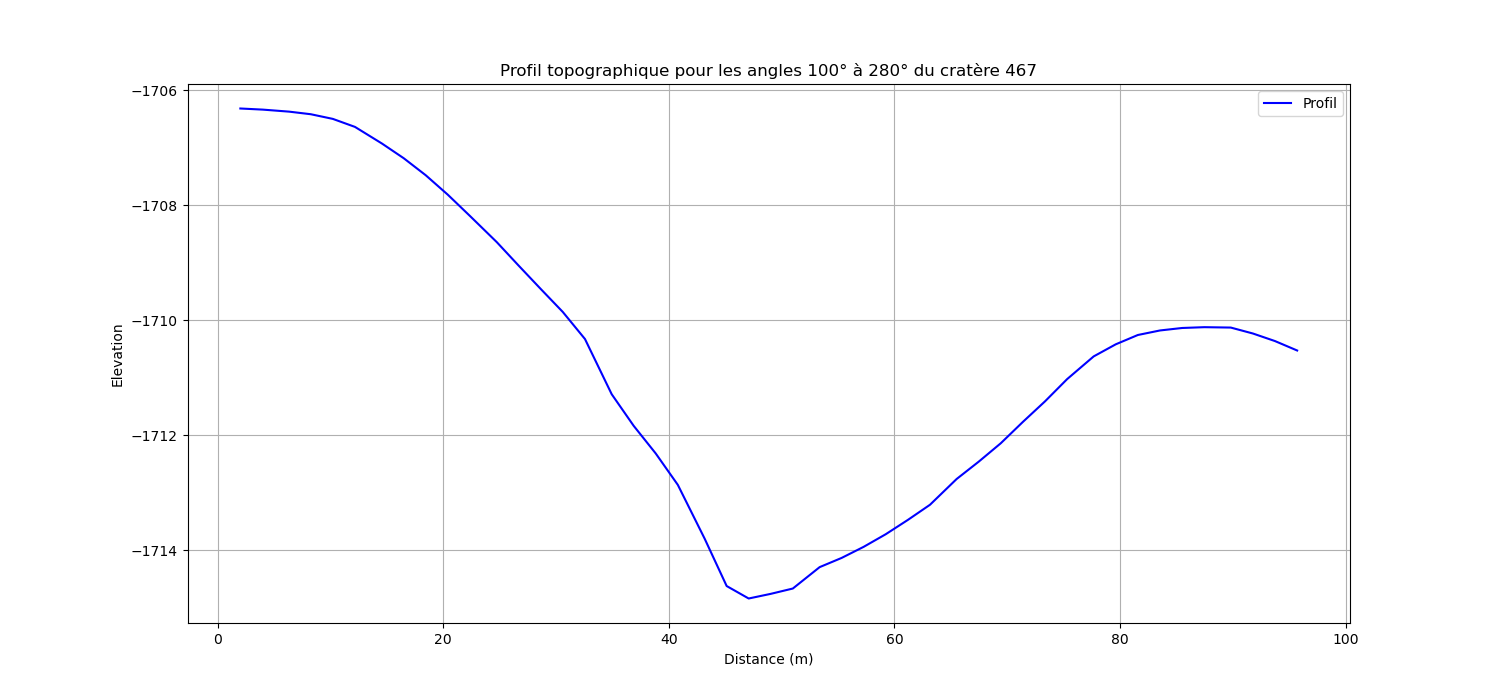 Profil topographique pour les angles 100° à 280° du cratère 467
Profil
−1706
−1708
−1710
−1712
−1714
Elevation
0
20
40
60
80
100
Distance (m)